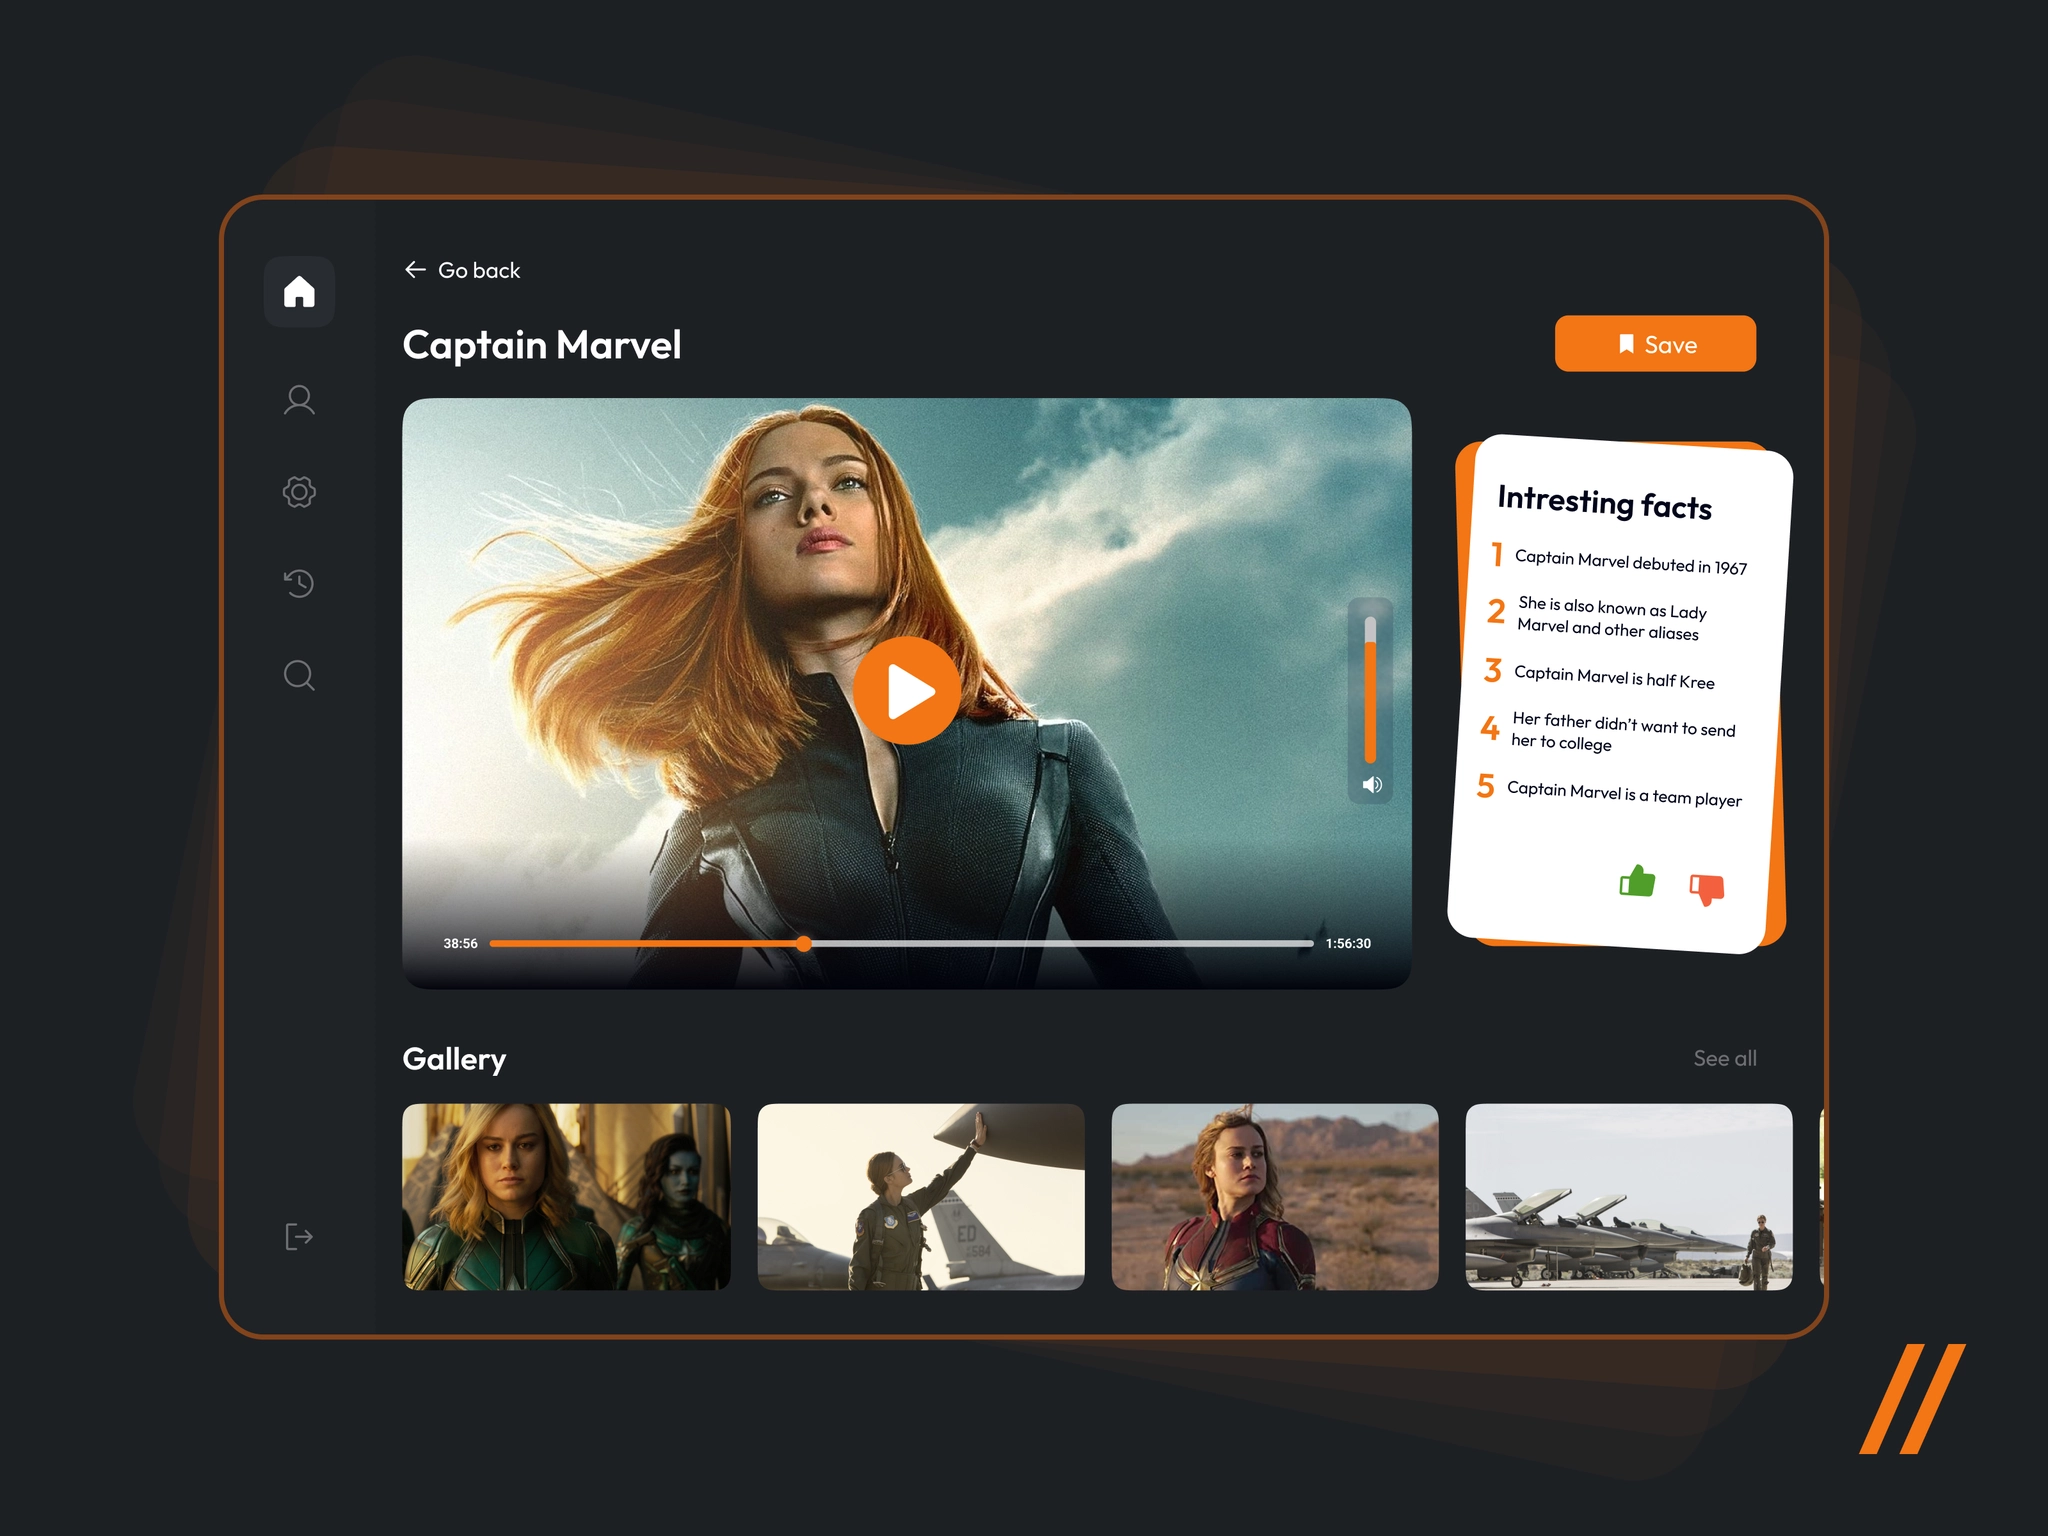 Go back
Captain Marvel
Save
Intresting facts
1 Captain Marvel debuted in 1967
2 She is also known as Lady
Marvel and other aliases
3 Captain Marvel is half Kree
4 Her father didn't want to send
her to college
5 Captain Marvel is a team player
38:56
1:56:30
Gallery
See all
ED
584